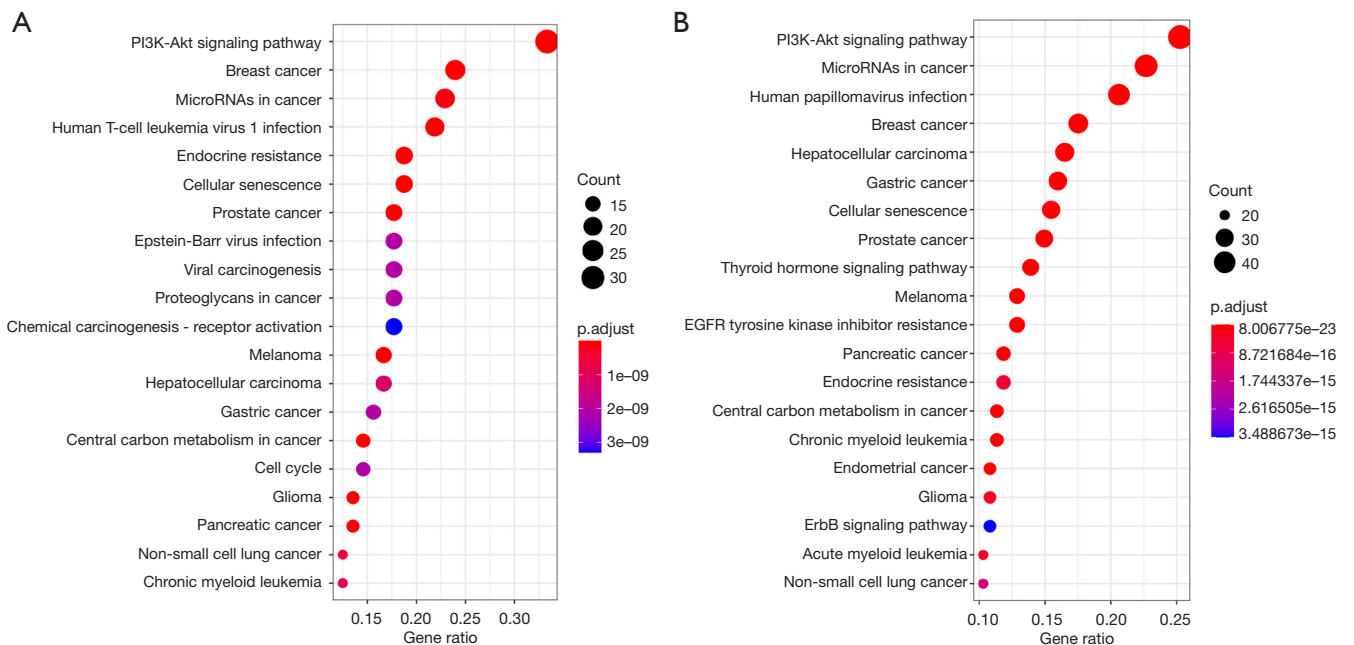 A
PI3K-Akt signaling pathway
Breast cancer
MicroRNAs in cancer
Human T-cell leukemia virus 1 infection
Endocrine resistance
Cellular senescence
Prostate cancer
Epstein-Barr virus infection
Viral carcinogenesis
Proteoglycans in cancer
Chemical carcinogenesis - receptor activation
Melanoma
Hepatocellular carcinoma
Gastric cancer
Central carbon metabolism in cancer
Cell cycle
Glioma
Pancreatic cancer
Non-small cell lung cancer
Chronic myeloid leukemia
0.15 0.20 0.25 0.30
Gene ratio
Count
15
20
25
30
p.adjust
1e–09
2e–09
3e–09
B
PI3K-Akt signaling pathway
MicroRNAs in cancer
Human papillomavirus infection
Breast cancer
Hepatocellular carcinoma
Gastric cancer
Cellular senescence
Prostate cancer
Thyroid hormone signaling pathway
Melanoma
EGFR tyrosine kinase inhibitor resistance
Pancreatic cancer
Endocrine resistance
Central carbon metabolism in cancer
Chronic myeloid leukemia
Endometrial cancer
Glioma
ErbB signaling pathway
Acute myeloid leukemia
Non-small cell lung cancer
0.10 0.15 0.20 0.25
Gene ratio
Count
20
30
40
p.adjust
8.006775e–23
8.721684e–16
1.744337e–15
2.616505e–15
3.488673e–15